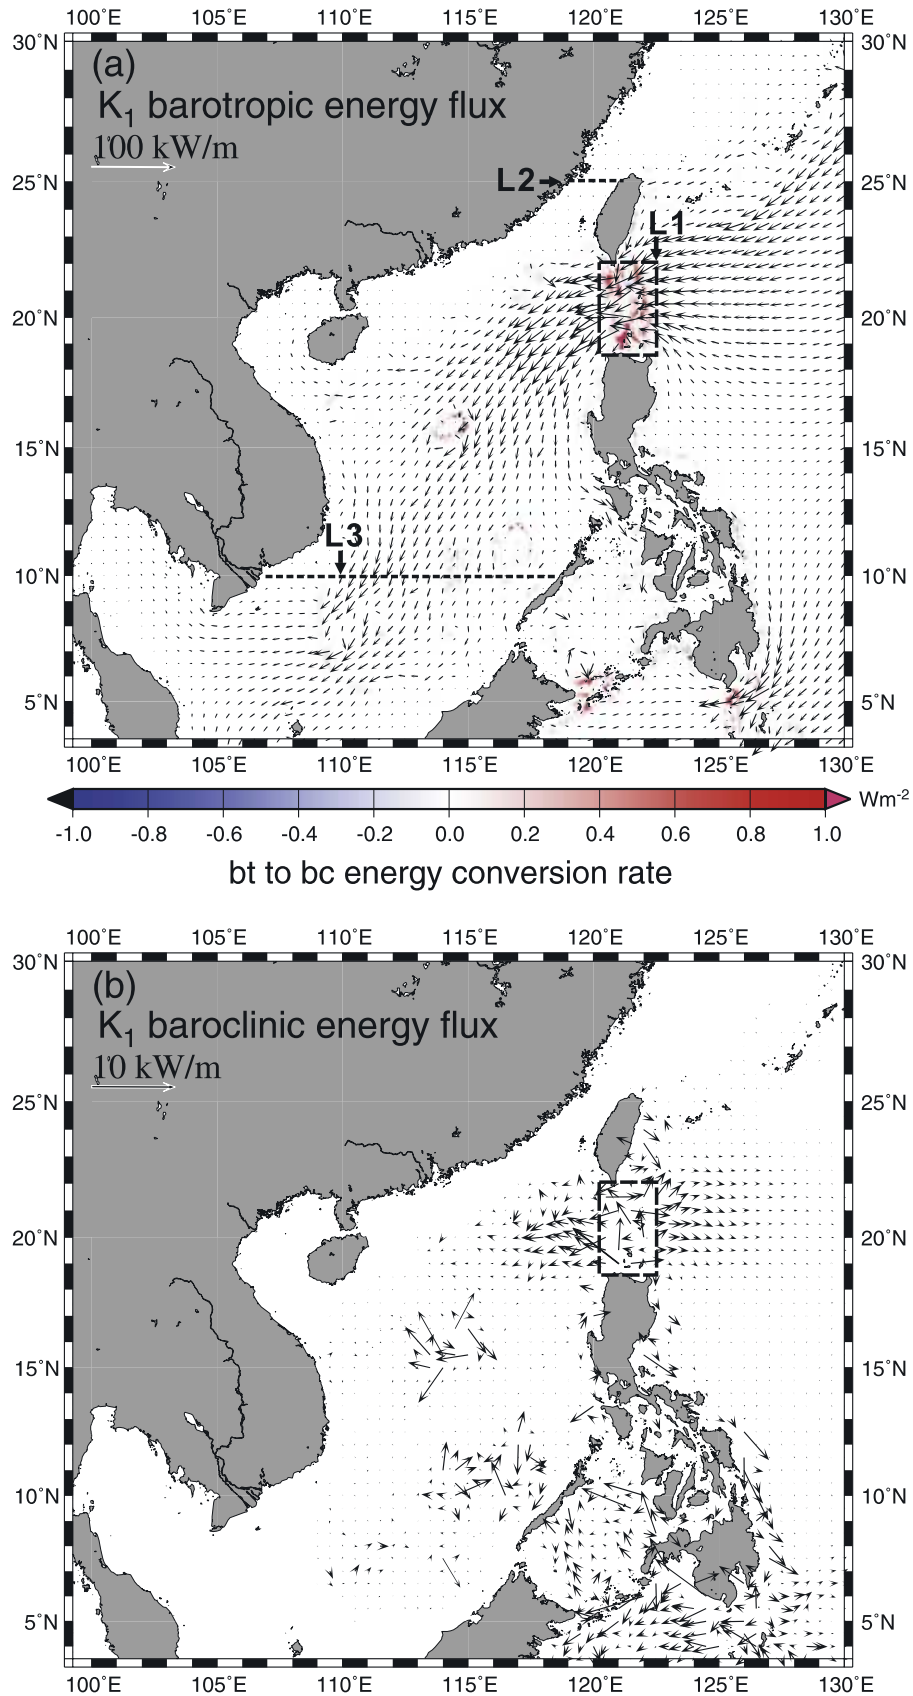 100°E 105°E 110°E 115°E 120°E 125°E 130°E
30°N 30°N
(a)
K1 barotropic energy flux
100 kW/m
25°N L2 25°N
L1
20°N 20°N
15°N 15°N
L3
10°N 10°N
5°N 5°N
100°E 105°E 110°E 115°E 120°E 125°E 130°E
Wm-2
-1.0 -0.8 -0.6 -0.4 -0.2 0.0 0.2 0.4 0.6 0.8 1.0
bt to bc energy conversion rate
100°E 105°E 110°E 115°E 120°E 125°E 130°E
30°N 30°N
(b)
K1 baroclinic energy flux
10 kW/m
25°N 25°N
20°N 20°N
15°N 15°N
10°N 10°N
5°N 5°N
100°E 105°E 110°E 115°E 120°E 125°E 130°E